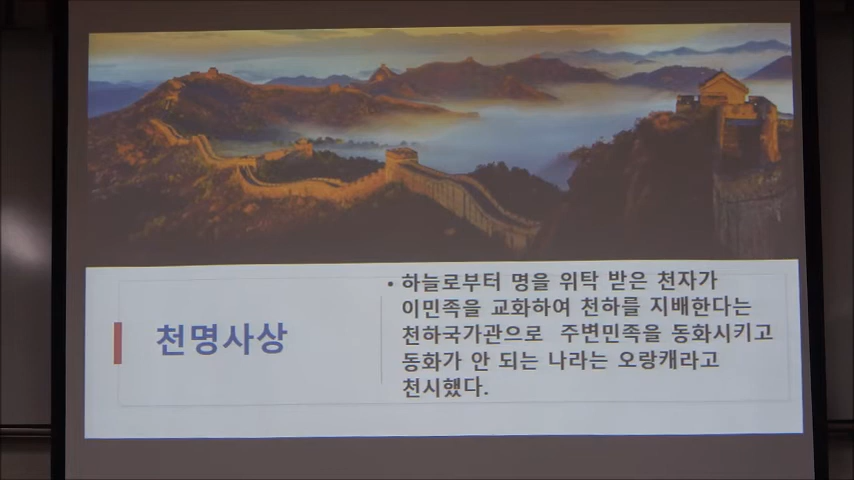 천명사상
• 하늘로부터 명을 위탁 받은 천자가
이민족을 교화하여 천하를 지배한다는
천하국가관으로 주변민족을 동화시키고
동화가 안 되는 나라는 오랑캐라고
천시했다.